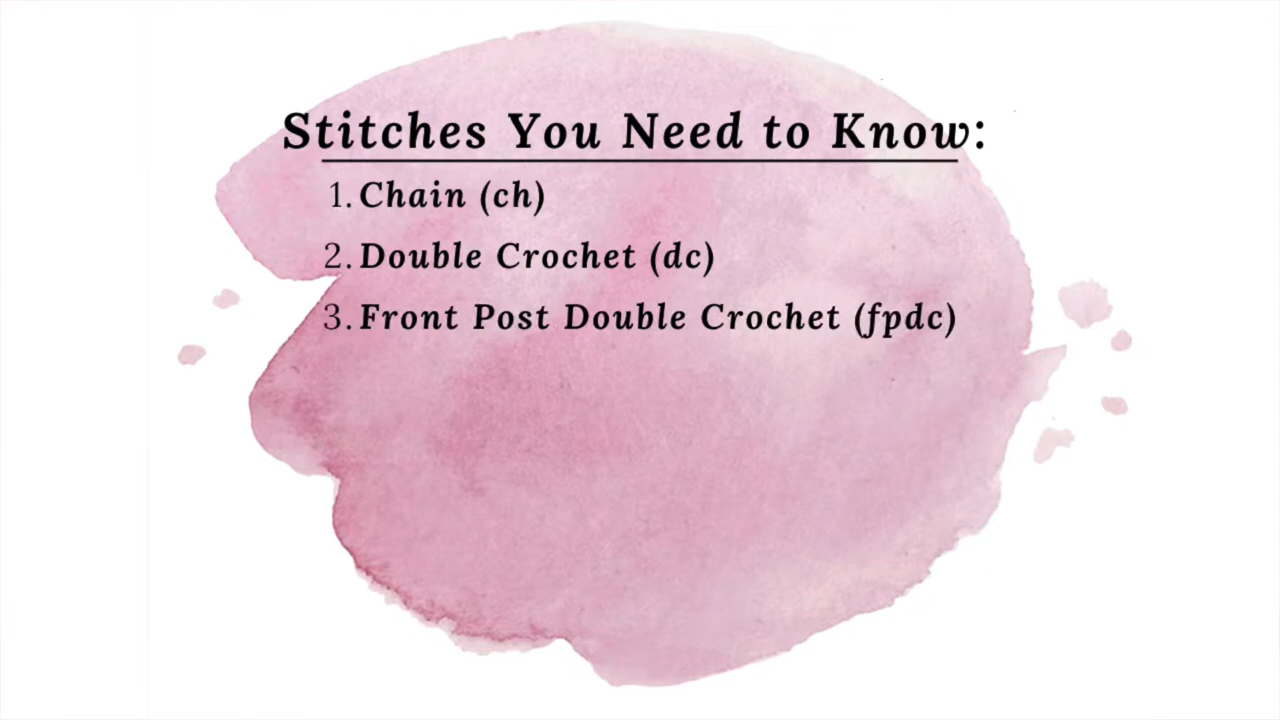 Stitches You Need to Know:
1. Chain (ch)
2. Double Crochet (dc)
3. Front Post Double Crochet (fpdc)